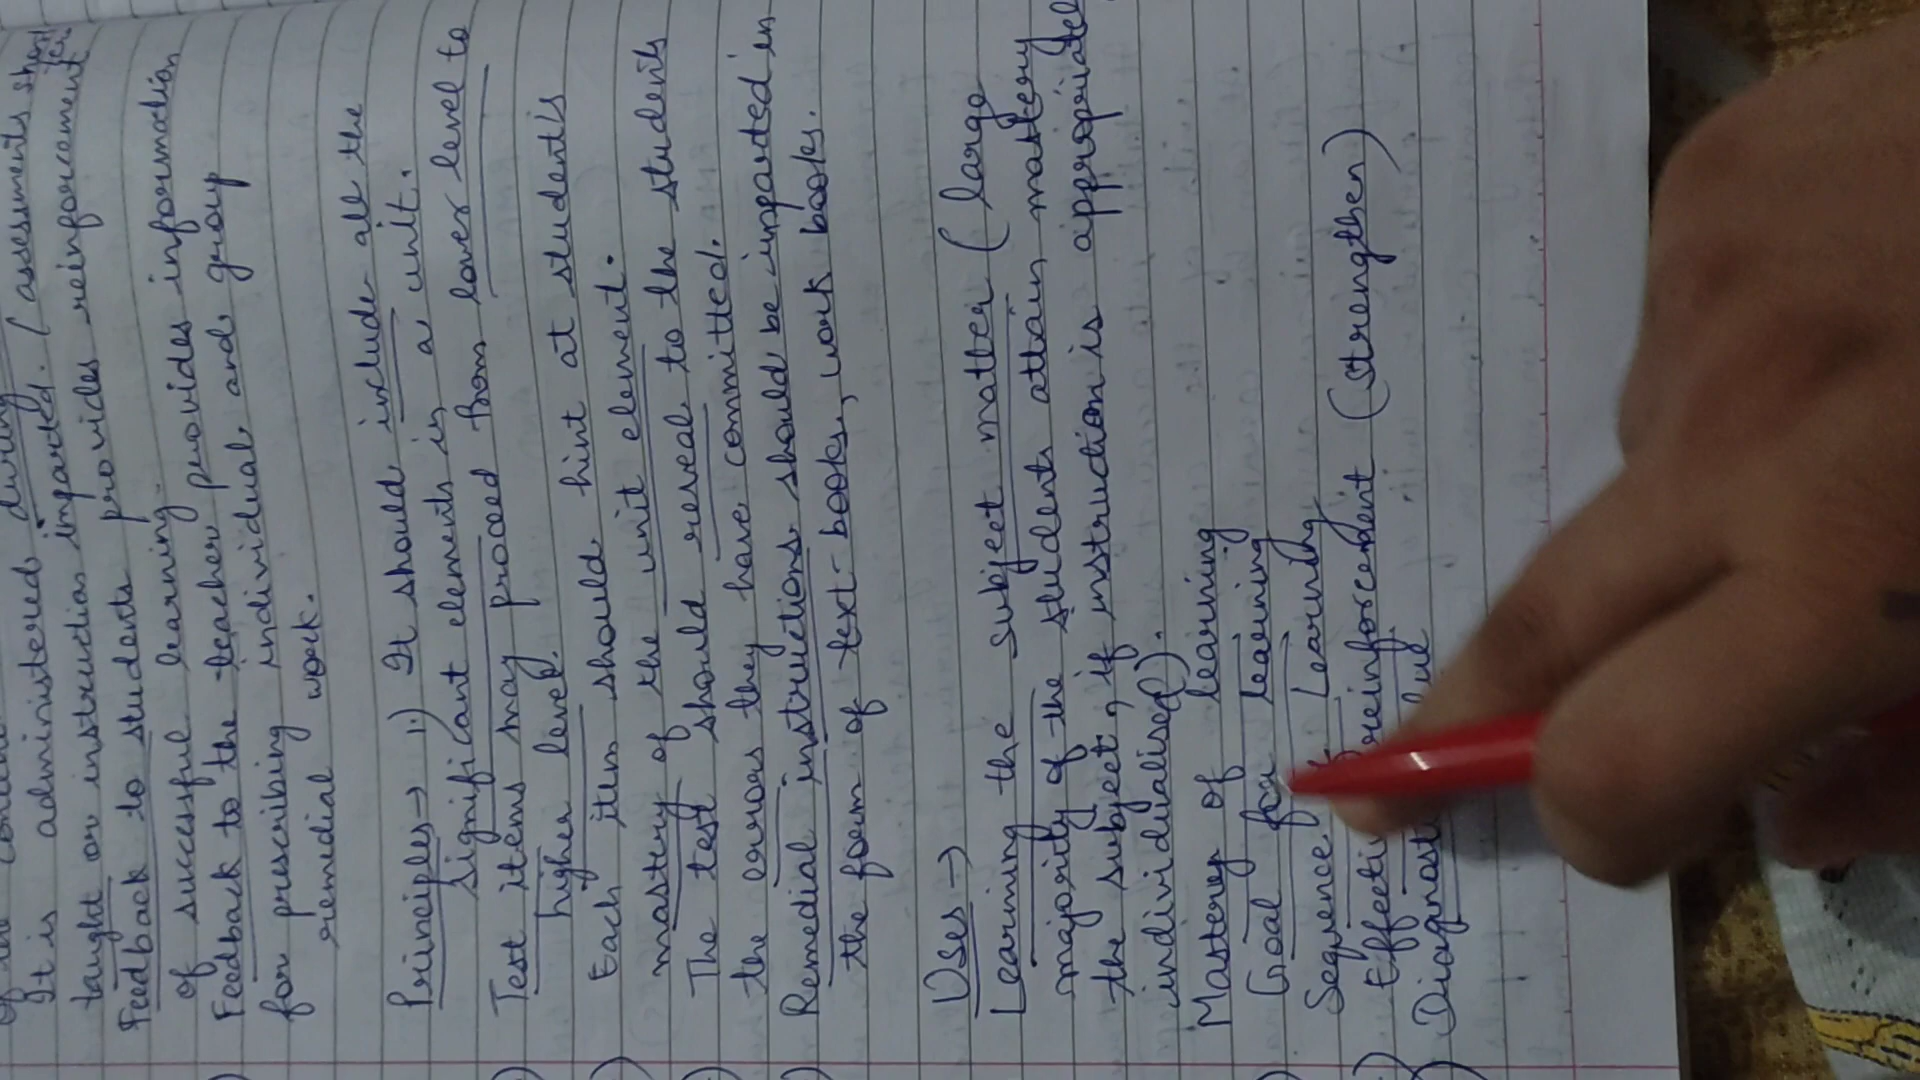 It is administered during
taught or instruction imparted. (assessments
Feedback to students provides reinforcement
of successful learning.
Feedback to the teacher provides information
for prescribing individual and group
remedial work.
Principles → 1.) It should include all the
significant elements in a unit.
Test items may proceed from lower level to
higher level.
Each item should hint at student's
mastery of the unit element.
The test should reveal to the students
the errors they have committed.
Remedial instructions should be imparted in
the form of text-books, work books.
Uses →
Learning the subject matter (large
majority of the students attain mastery
the subject, if instruction is appropriatel
individualised).
Mastery of learning
Goal for learning
Sequence Learning
reinforcement (strengthen)